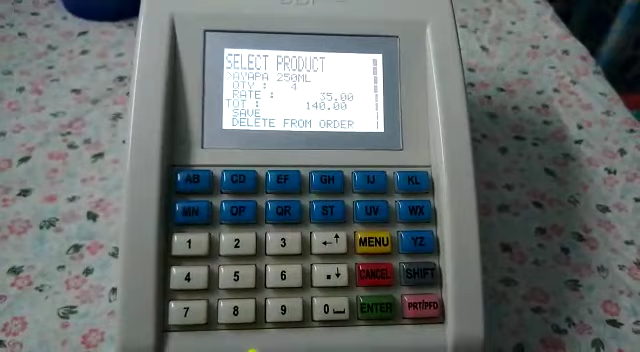 SELECT PRODUCT
>AYAPA 250ML
QTY : 4
RATE : 35.00
TOT : 140.00
SAVE
DELETE FROM ORDER
AB CD EF GH IJ KL
MN OP QR ST UV WX
1 2 3 ←↑ MENU YZ
4 5 6 .↓ CANCEL SHIFT
7 8 9 0 ⎵ ENTER PRT/PFD